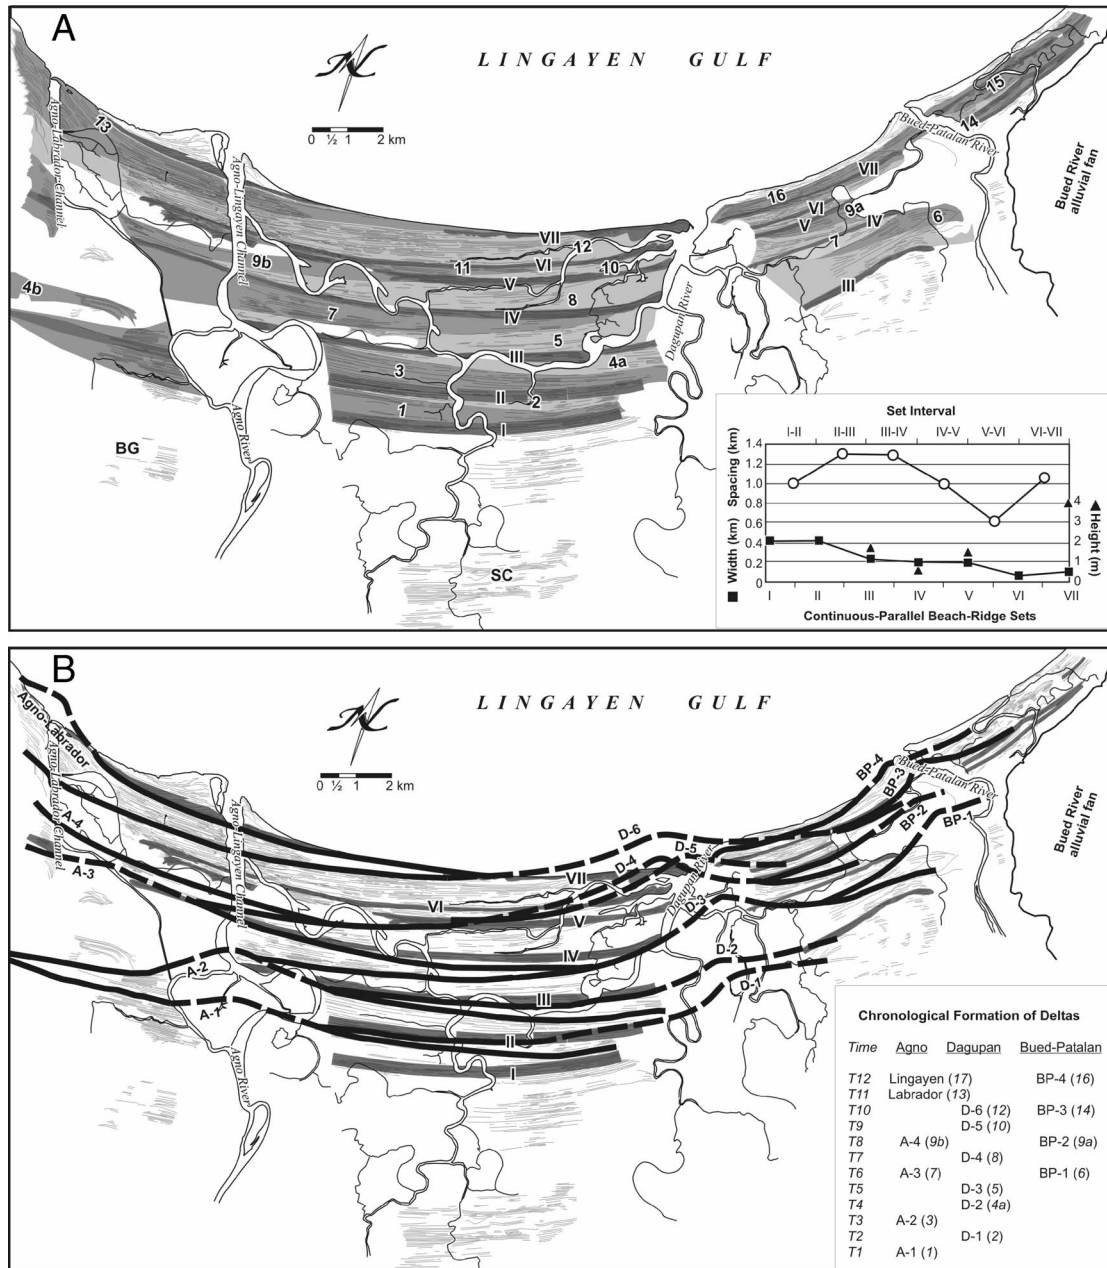 A
LINGAYEN GULF
N
0 ½ 1 2 km
Agno-Labrador-Channel
13
Agno-Lingayen Channel
9b
4b
7
3
1
BG
Agno River
11
VII
12
VI
10
V
8
IV
5
III
4a
II
2
I
SC
Dagupan River
16
VII
VI
9a
V
IV
7
6
III
Bued-Patalan River
15
14
Bued River
alluvial fan
Set Interval
I-II II-III III-IV IV-V V-VI VI-VII
Spacing (km)
Width (km)
1.4
1.2
1.0
0.8
0.6
0.4
0.2
0
4
3
2
1
0
Height (m)
I II III IV V VI VII
Continuous-Parallel Beach-Ridge Sets
B
LINGAYEN GULF
N
0 ½ 1 2 km
Agno-Labrador
Agno-Labrador-Channel
Agno-Lingayen Channel
A-4
A-3
A-2
A-1
Agno River
D-6
D-5
D-4
VII
VI
V
D-3
Dagupan River
IV
D-2
D-1
III
II
I
BP-4
BP-3
Bued-Patalan River
BP-2
BP-1
Bued River
alluvial fan
Chronological Formation of Deltas
Time Agno Dagupan Bued-Patalan
T12 Lingayen (17) BP-4 (16)
T11 Labrador (13)
T10 D-6 (12) BP-3 (14)
T9 D-5 (10)
T8 A-4 (9b) BP-2 (9a)
T7 D-4 (8)
T6 A-3 (7) BP-1 (6)
T5 D-3 (5)
T4 D-2 (4a)
T3 A-2 (3)
T2 D-1 (2)
T1 A-1 (1)